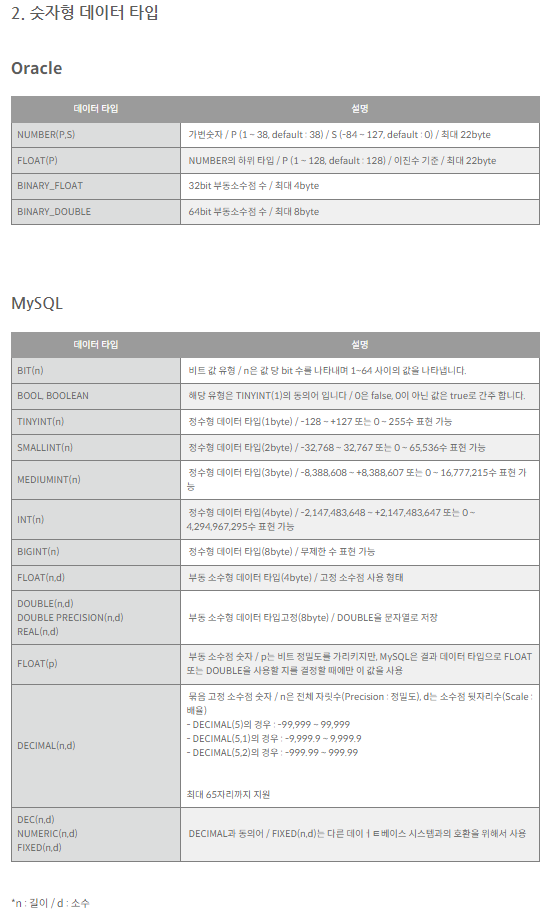 2. 숫자형 데이터 타입
Oracle
데이터 타입 설명
NUMBER(P,S) 가변숫자 / P (1 ~ 38, default : 38) / S (-84 ~ 127, default : 0) / 최대 22byte
FLOAT(P) NUMBER의 하위 타입 / P (1 ~ 128, default : 128) / 이진수 기준 / 최대 22byte
BINARY_FLOAT 32bit 부동소수점 수 / 최대 4byte
BINARY_DOUBLE 64bit 부동소수점 수 / 최대 8byte
MySQL
데이터 타입 설명
BIT(n) 비트 값 유형 / n은 값 당 bit 수를 나타내며 1~64 사이의 값을 나타냅니다.
BOOL, BOOLEAN 해당 유형은 TINYINT(1)의 동의어 입니다 / 0은 false, 0이 아닌 값은 true로 간주 합니다.
TINYINT(n) 정수형 데이터 타입(1byte) / -128 ~ +127 또는 0 ~ 255수 표현 가능
SMALLINT(n) 정수형 데이터 타입(2byte) / -32,768 ~ 32,767 또는 0 ~ 65,536수 표현 가능
MEDIUMINT(n) 정수형 데이터 타입(3byte) / -8,388,608 ~ +8,388,607 또는 0 ~ 16,777,215수 표현 가
능
INT(n) 정수형 데이터 타입(4byte) / -2,147,483,648 ~ +2,147,483,647 또는 0 ~
4,294,967,295수 표현 가능
BIGINT(n) 정수형 데이터 타입(8byte) / 무제한 수 표현 가능
FLOAT(n,d) 부동 소수형 데이터 타입(4byte) / 고정 소수점 사용 형태
DOUBLE(n,d)
DOUBLE PRECISION(n,d)
REAL(n,d)
부동 소수형 데이터 타입고정(8byte) / DOUBLE을 문자열로 저장
FLOAT(p) 부동 소수점 숫자 / p는 비트 정밀도를 가리키지만, MySQL은 결과 데이터 타입으로 FLOAT
또는 DOUBLE을 사용할 지를 결정할 때에만 이 값을 사용
DECIMAL(n,d)
묶음 고정 소수점 숫자 / n은 전체 자릿수(Precision : 정밀도), d는 소수점 뒷자리수(Scale :
배율)
- DECIMAL(5)의 경우 : -99,999 ~ 99,999
- DECIMAL(5,1)의 경우 : -9,999.9 ~ 9,999.9
- DECIMAL(5,2)의 경우 : -999.99 ~ 999.99
최대 65자리까지 지원
DEC(n,d)
NUMERIC(n,d)
FIXED(n,d)
DECIMAL과 동의어 / FIXED(n,d)는 다른 데이ㅓㅌ베이스 시스템과의 호환을 위해서 사용
*n : 길이 / d : 소수